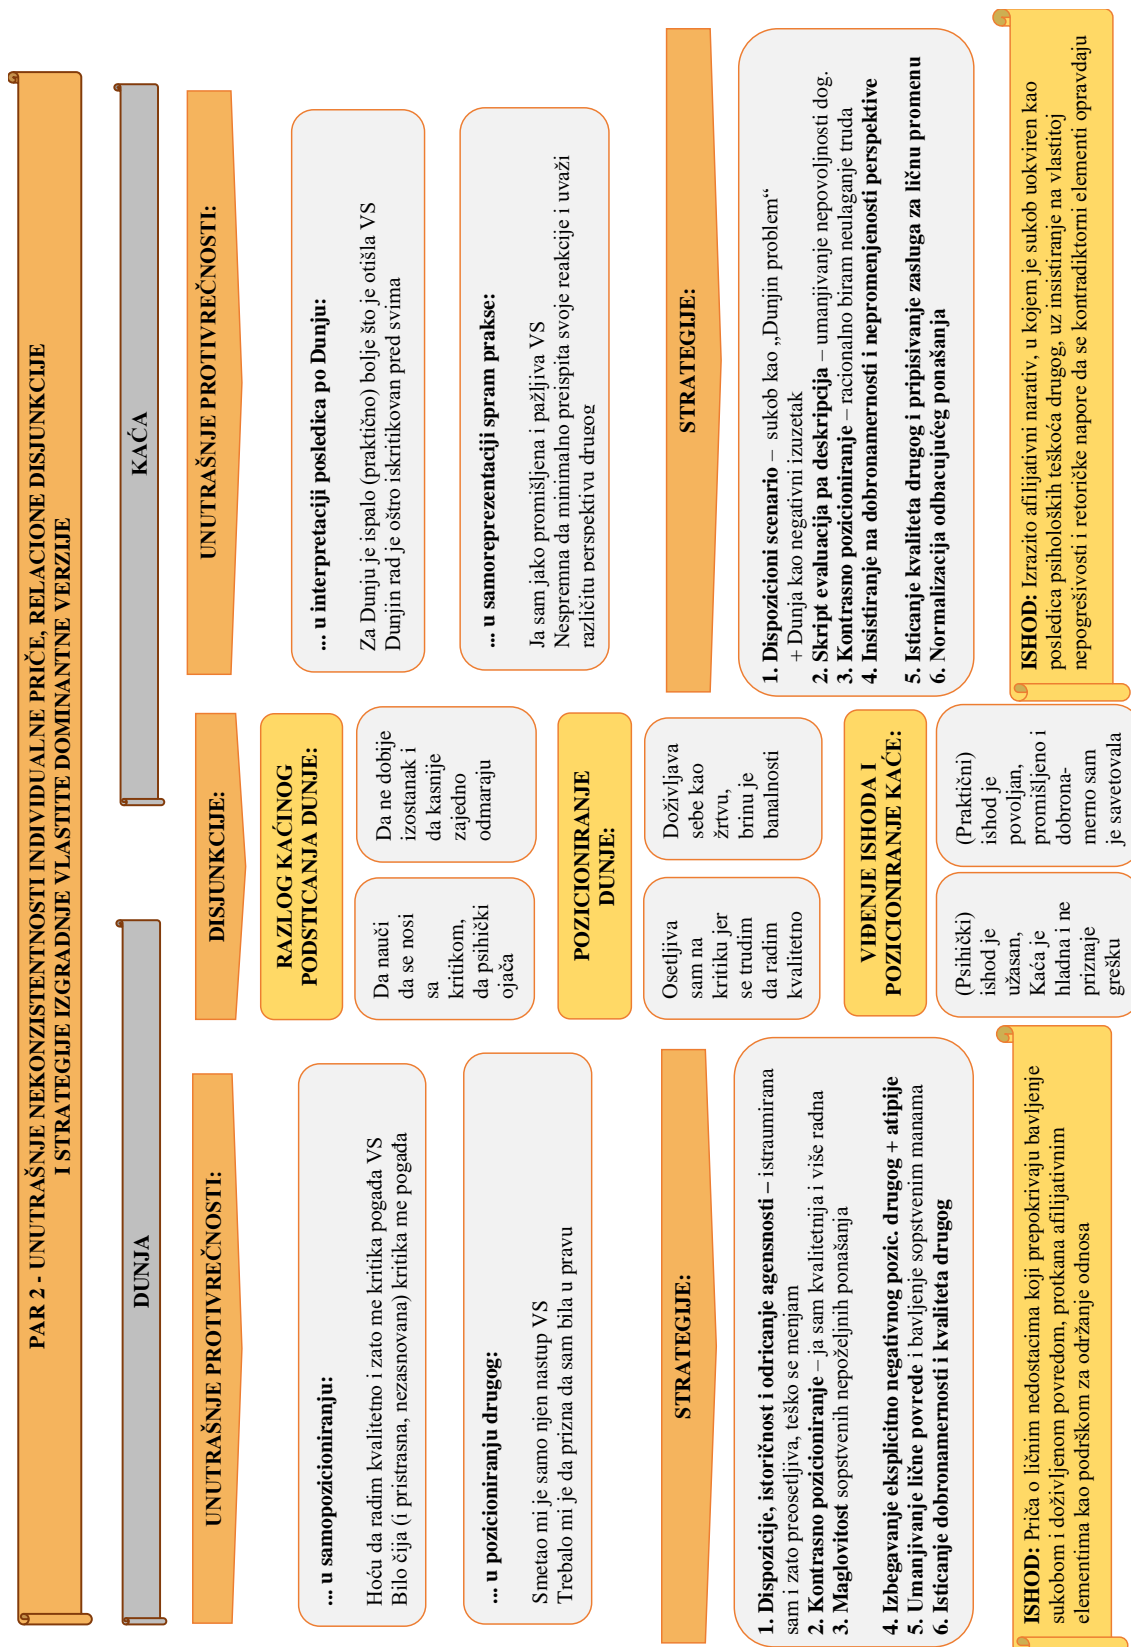 PAR 2 - UNUTRAŠNJE NEKONZISTENTNOSTI INDIVIDUALNE PRIČE, RELACIONE DISJUNKCIJE
I STRATEGIJE IZGRADNJE VLASTITE DOMINANTNE VERZIJE
DUNJA
KAĆA
UNUTRAŠNJE PROTIVREČNOSTI:
... u samopozicioniranju:
Hoću da radim kvalitetno i zato me kritika pogađa VS
Bilo čija (i pristrasna, nezasnovana) kritika me pogađa
... u pozicioniranju drugog:
Smetao mi je samo njen nastup VS
Trebalo mi je da prizna da sam bila u pravu
STRATEGIJE:
1. Dispozicije, istoričnost i odricanje agensnosti – istraumirana
sam i zato preosetljiva, teško se menjam
2. Kontrasno pozicioniranje – ja sam kvalitetnija i više radna
3. Maglovitost sopstvenih nepoželjnih ponašanja
4. Izbegavanje eksplicitno negativnog pozic. drugog + atipije
5. Umanjivanje lične povrede i bavljenje sopstvenim manama
6. Isticanje dobronamernosti i kvaliteta drugog
ISHOD: Priča o ličnim nedostacima koji prepokrivaju bavljenje
sukobom i doživljenom povredom, protkana afilijativnim
elementima kao podrškom za održanje odnosa
DISJUNKCIJE:
RAZLOG KAĆINOG
PODSTICANJA DUNJE:
Da nauči
da se nosi
sa
kritikom,
da psihički
ojača
Da ne dobije
izostanak i
da kasnije
zajedno
odmaraju
POZICIONIRANJE
DUNJE:
Osetljiva
sam na
kritiku jer
se trudim
da radim
kvalitetno
Doživljava
sebe kao
žrtvu,
brinu je
banalnosti
VIĐENJE ISHODA I
POZICIONIRANJE KAĆE:
(Psihički)
ishod je
užasan,
Kaća je
hladna i ne
priznaje
grešku
(Praktični)
ishod je
povoljan,
promišljeno i
dobrona-
merno sam
je savetovala
UNUTRAŠNJE PROTIVREČNOSTI:
... u interpretaciji posledica po Dunju:
Za Dunju je ispalo (praktično) bolje što je otišla VS
Dunjin rad je oštro iskritikovan pred svima
... u samoreprezentaciji spram prakse:
Ja sam jako promišljena i pažljiva VS
Nespremna da minimalno preispita svoje reakcije i uvaži
različitu perspektivu drugog
STRATEGIJE:
1. Dispozicioni scenario – sukob kao „Dunjin problem“
+ Dunja kao negativni izuzetak
2. Skript evaluacija pa deskripcija – umanjivanje nepovoljnosti dog.
3. Kontrasno pozicioniranje – racionalno biram neulaganje truda
4. Insistiranje na dobronamernosti i nepromenjenosti perspektive
5. Isticanje kvaliteta drugog i pripisivanje zasluga za ličnu promenu
6. Normalizacija odbacujućeg ponašanja
ISHOD: Izrazito afilijativni narativ, u kojem je sukob uokviren kao
posledica psiholoških teškoća drugog, uz insistiranje na vlastitoj
nepogrešivosti i retoričke napore da se kontradiktorni elementi opravdaju